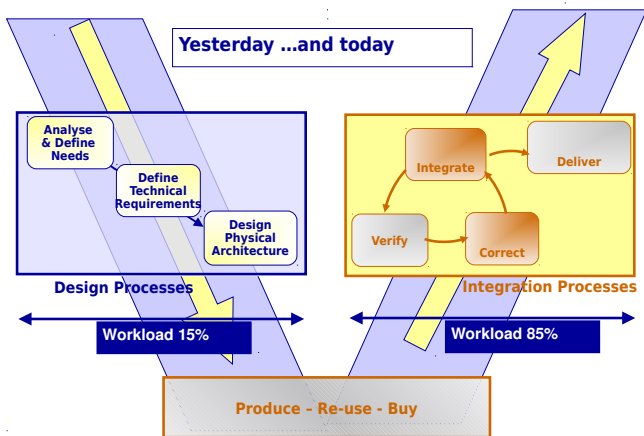 Yesterday ...and today
Analyse
& Define
Needs
Define
Technical
Requirements
Design
Physical
Architecture
Design Processes
Workload 15%
Integrate
Deliver
Verify
Correct
Integration Processes
Workload 85%
Produce – Re-use - Buy